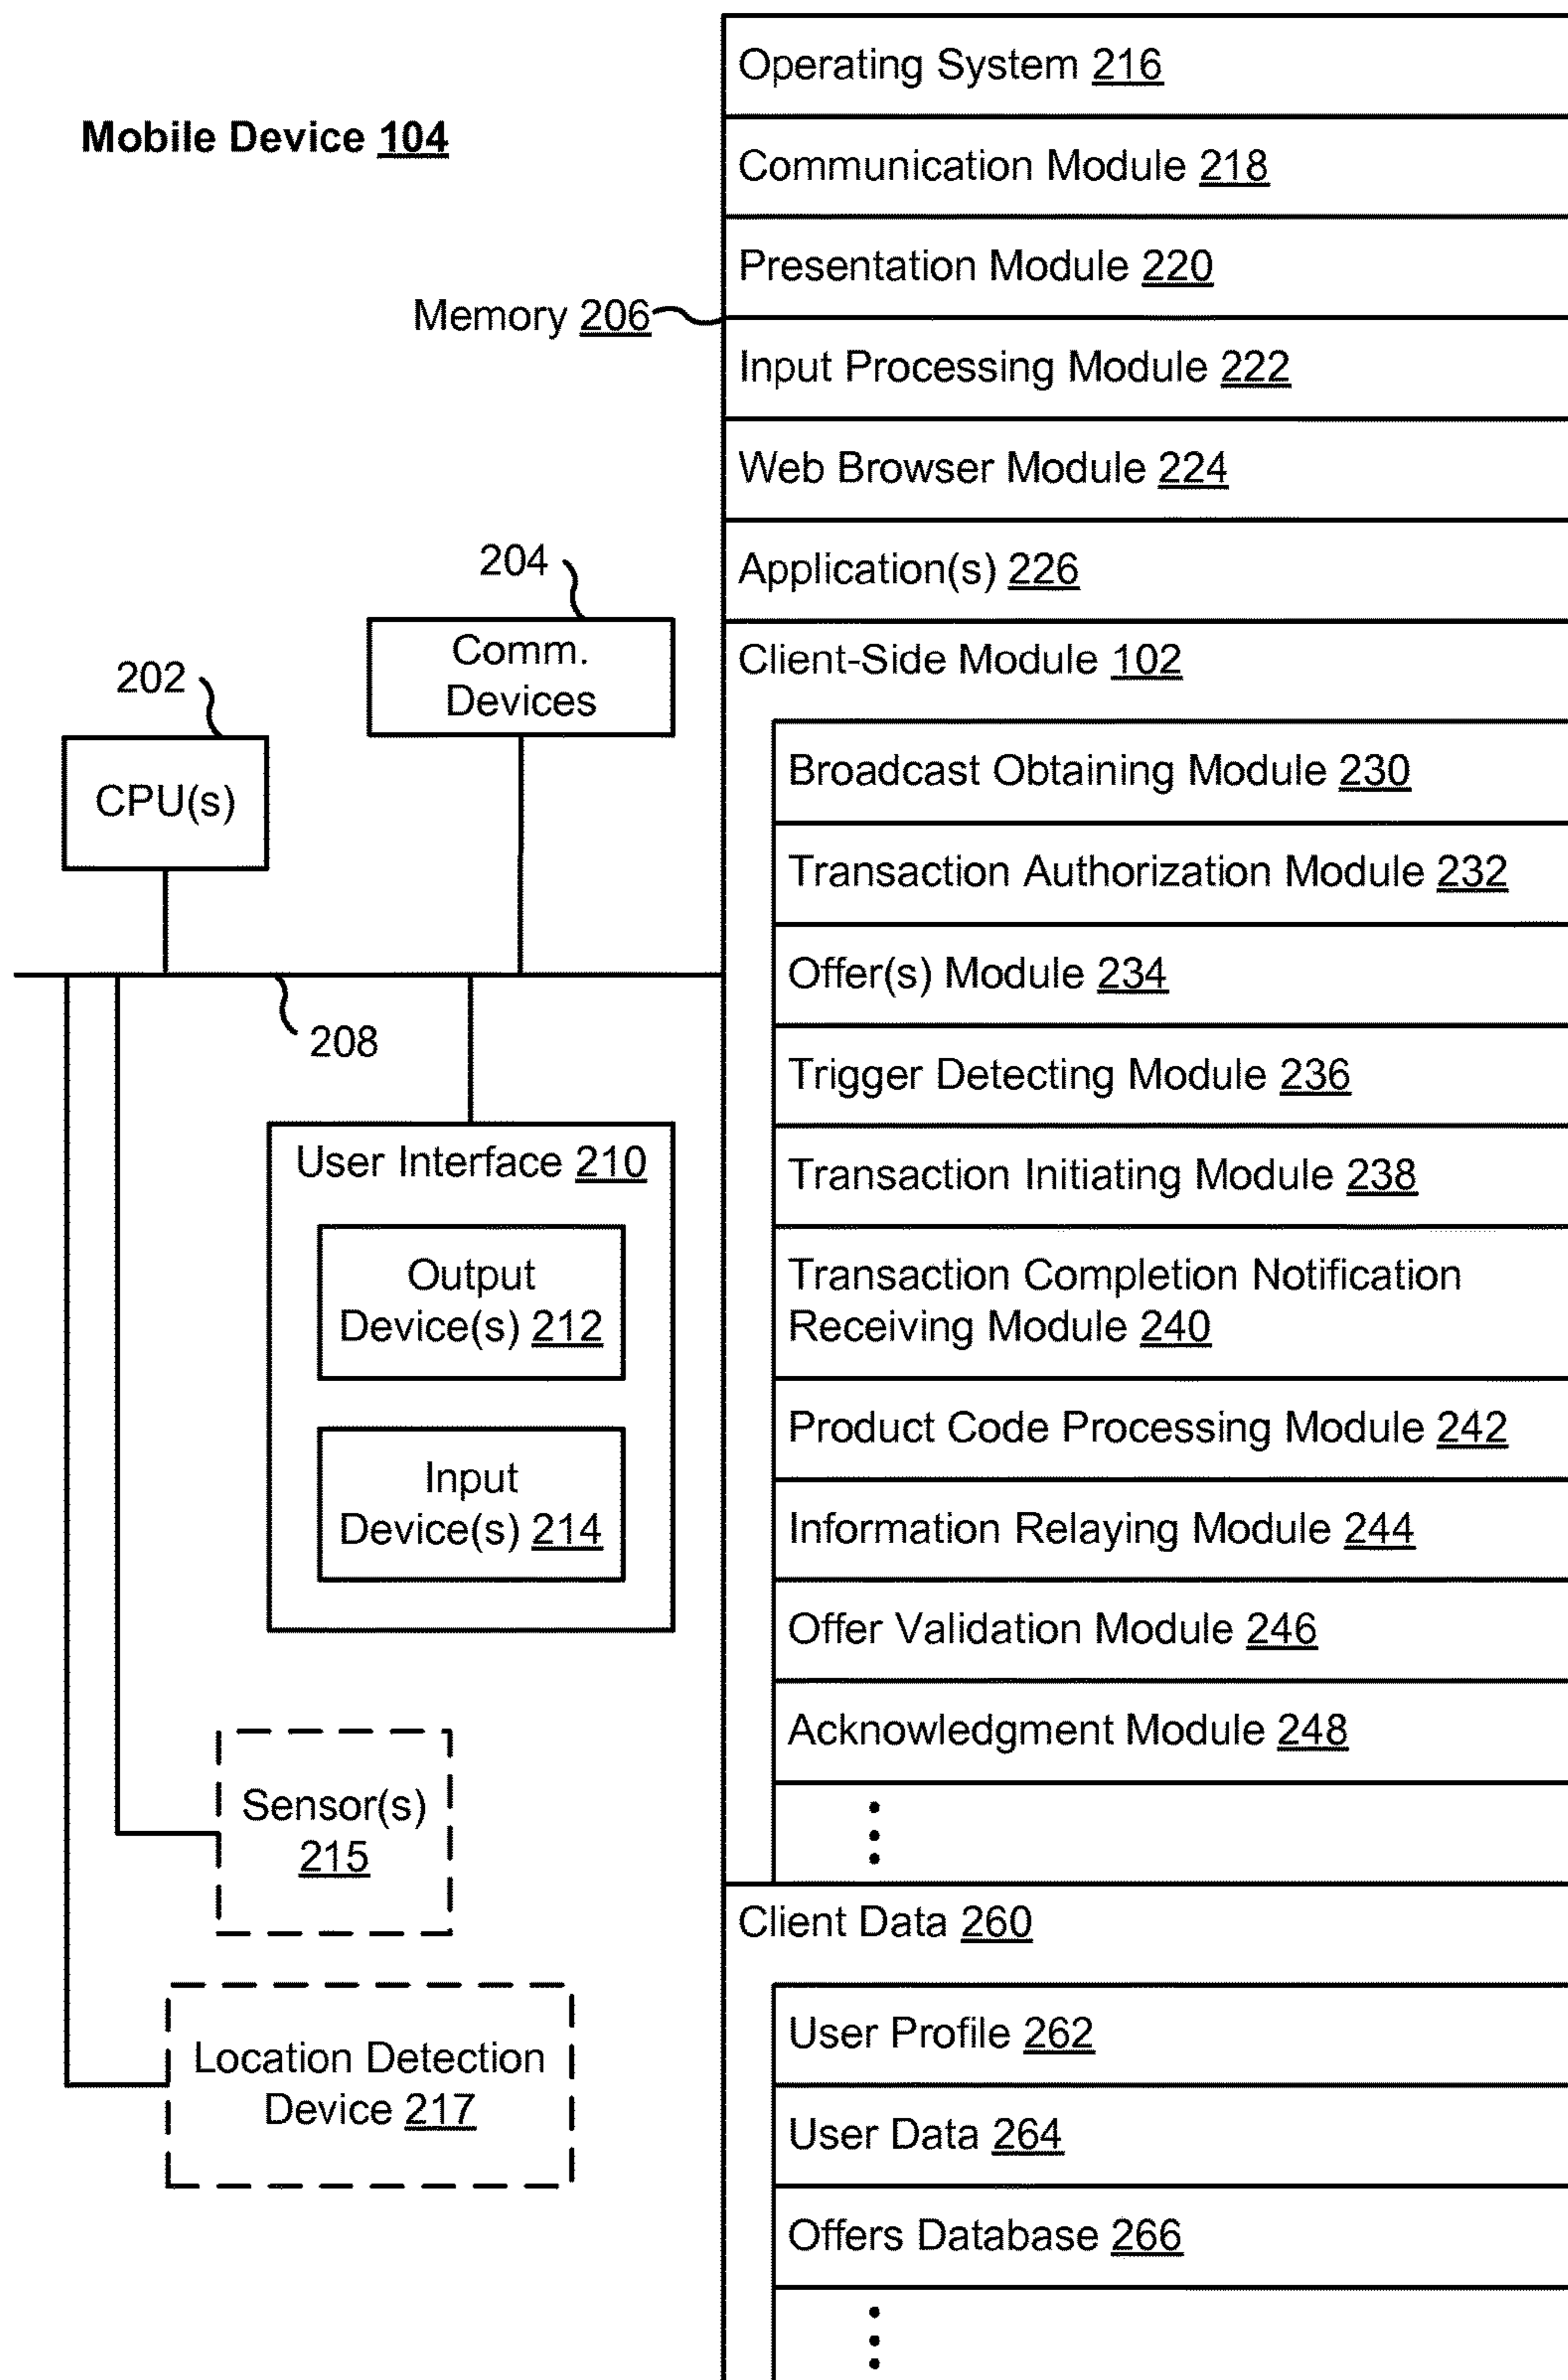 Mobile Device 104
Memory 206
204
Comm.
Devices
202
CPU(s)
208
User Interface 210
Output
Device(s) 212
Input
Device(s) 214
Sensor(s)
215
Location Detection
Device 217
Operating System 216
Communication Module 218
Presentation Module 220
Input Processing Module 222
Web Browser Module 224
Application(s) 226
Client-Side Module 102
Broadcast Obtaining Module 230
Transaction Authorization Module 232
Offer(s) Module 234
Trigger Detecting Module 236
Transaction Initiating Module 238
Transaction Completion Notification
Receiving Module 240
Product Code Processing Module 242
Information Relaying Module 244
Offer Validation Module 246
Acknowledgment Module 248
Client Data 260
User Profile 262
User Data 264
Offers Database 266